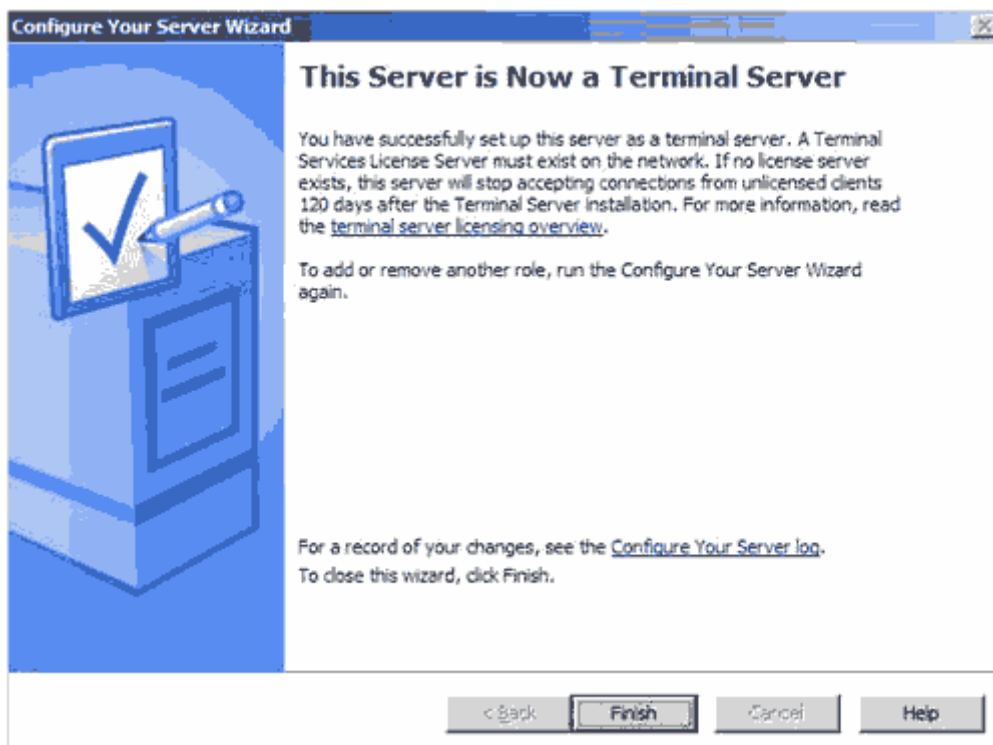 Configure Your Server Wizard
This Server is Now a Terminal Server
You have successfully set up this server as a terminal server. A Terminal
Services License Server must exist on the network. If no license server
exists, this server will stop accepting connections from unlicensed clients
120 days after the Terminal Server installation. For more information, read
the terminal server licensing overview.
To add or remove another role, run the Configure Your Server Wizard
again.
For a record of your changes, see the Configure Your Server log.
To close this wizard, click Finish.
< Back Finish Cancel Help